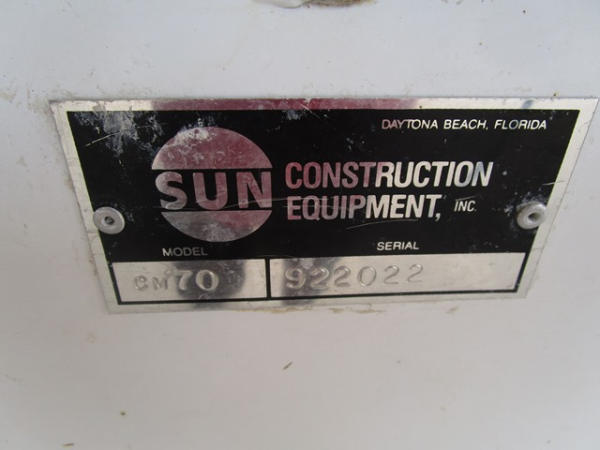 DAYTONA BEACH, FLORIDA
SUN CONSTRUCTION
EQUIPMENT, INC.
MODEL SERIAL
CM70 922022